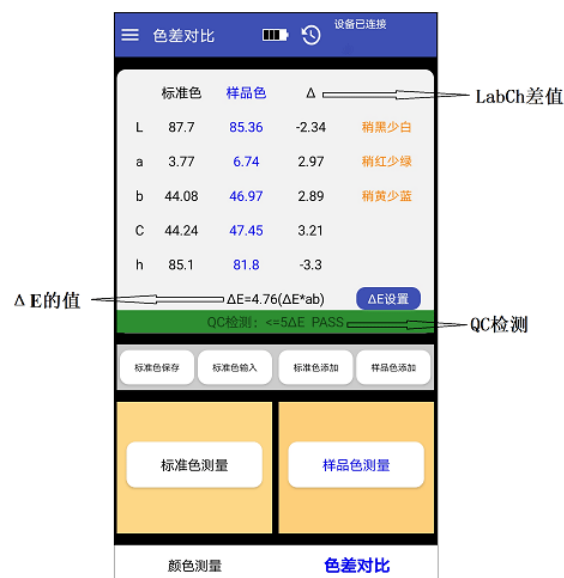 设备已连接
色差对比
标准色 样品色 Δ
LabCh差值
L 87.7 85.36 -2.34 稍黑少白
a 3.77 6.74 2.97 稍红少绿
b 44.08 46.97 2.89 稍黄少蓝
C 44.24 47.45 3.21
h 85.1 81.8 -3.3
ΔE的值
ΔE=4.76(ΔE*ab) ΔE设置
QC检测: <=5ΔE PASS
QC检测
标准色保存 标准色输入 标准色添加 样品色添加
标准色测量 样品色测量
颜色测量 色差对比